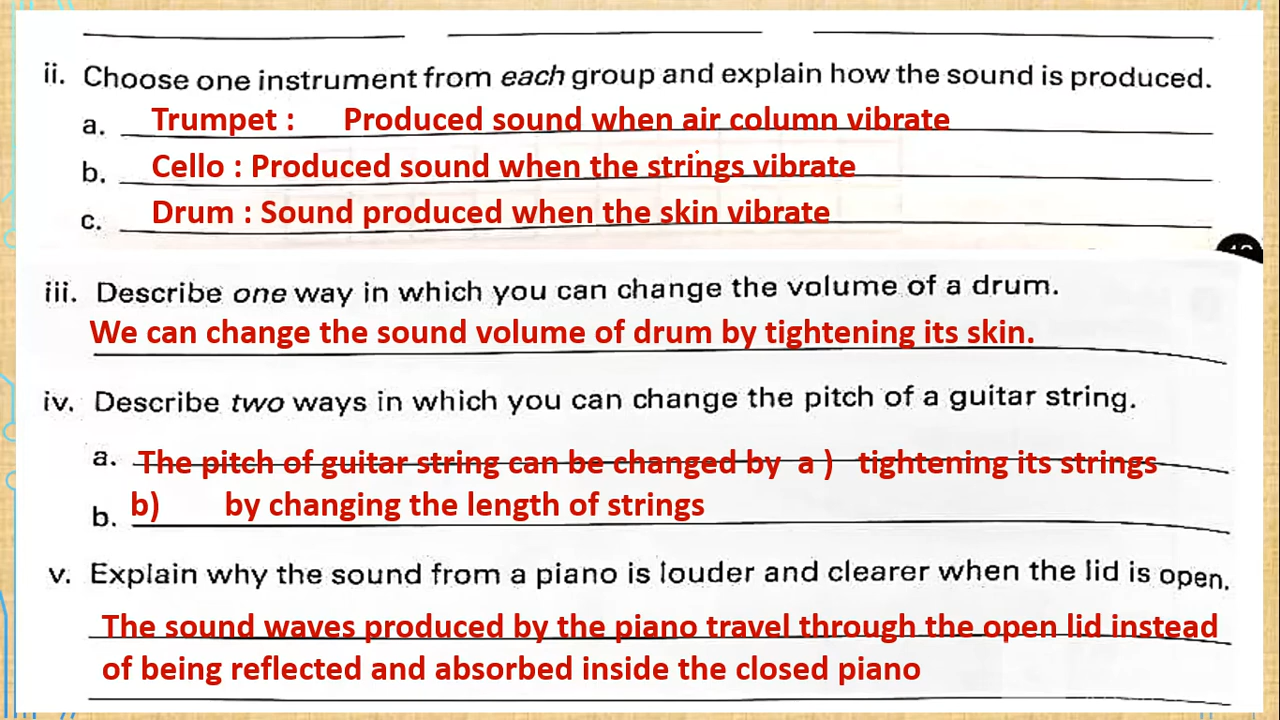 ii. Choose one instrument from each group and explain how the sound is produced.
a. Trumpet : Produced sound when air column vibrate
b. Cello : Produced sound when the strings vibrate
c. Drum : Sound produced when the skin vibrate
iii. Describe one way in which you can change the volume of a drum.
We can change the sound volume of drum by tightening its skin.
iv. Describe two ways in which you can change the pitch of a guitar string.
a. The pitch of guitar string can be changed by a ) tightening its strings
b. b) by changing the length of strings
v. Explain why the sound from a piano is louder and clearer when the lid is open.
The sound waves produced by the piano travel through the open lid instead
of being reflected and absorbed inside the closed piano